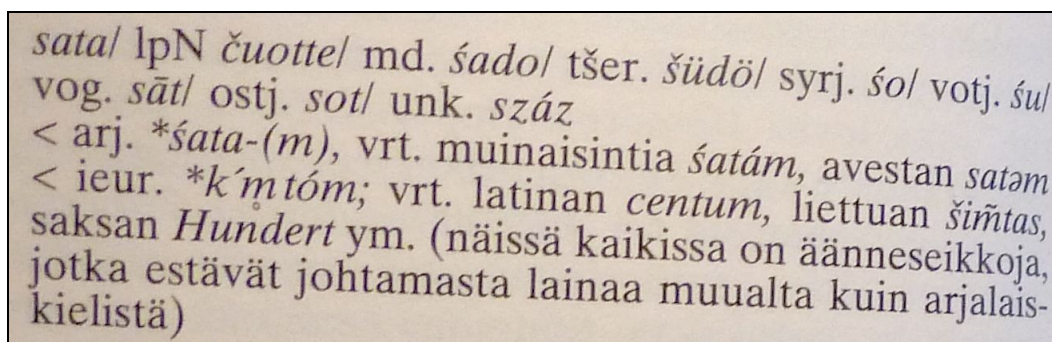 sata/ lpN čuotte/ md. śado/ tšer. šüdö/ syrj. śo/ votj. śu/
vog. sāt/ ostj. sot/ unk. száz
< arj. *śata-(m), vrt. muinaisintia śatám, avestan satəm
< ieur. *k´m̥tóm; vrt. latinan centum, liettuan šim̃tas,
saksan Hundert ym. (näissä kaikissa on äänneseikkoja,
jotka estävät johtamasta lainaa muualta kuin arjalais-
kielistä)